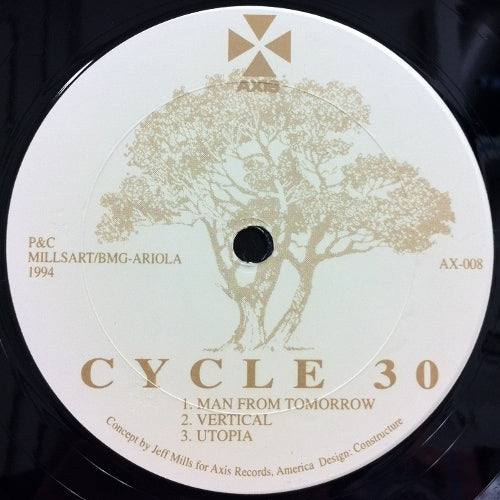 AXIS
P&C
MILLSART/BMG-ARIOLA
1994
AX-008
CYCLE 30
1. MAN FROM TOMORROW
2. VERTICAL
3. UTOPIA
Concept by Jeff Mills for Axis Records, America Design- Constructure